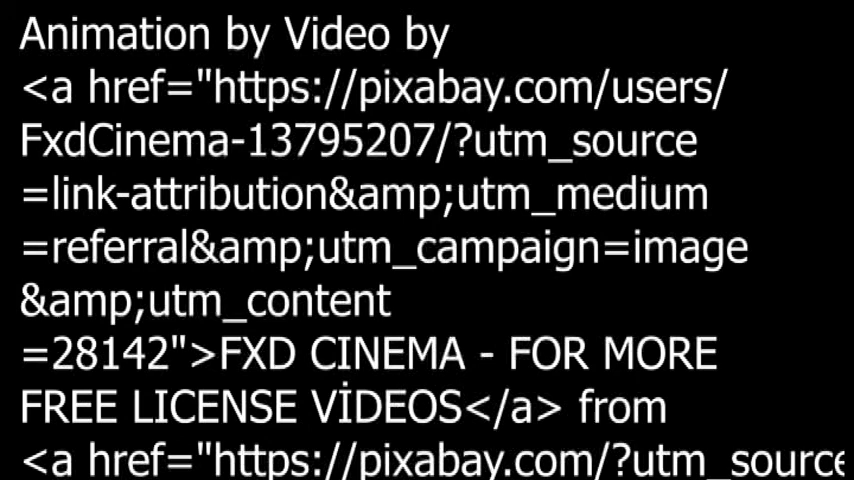 Animation by Video by
<a href="https://pixabay.com/users/
FxdCinema-13795207/?utm_source
=link-attribution&amp;utm_medium
=referral&amp;utm_campaign=image
&amp;utm_content
=28142">FXD CINEMA - FOR MORE
FREE LICENSE VİDEOS</a> from
<a href="https://pixabay.com/?utm_source